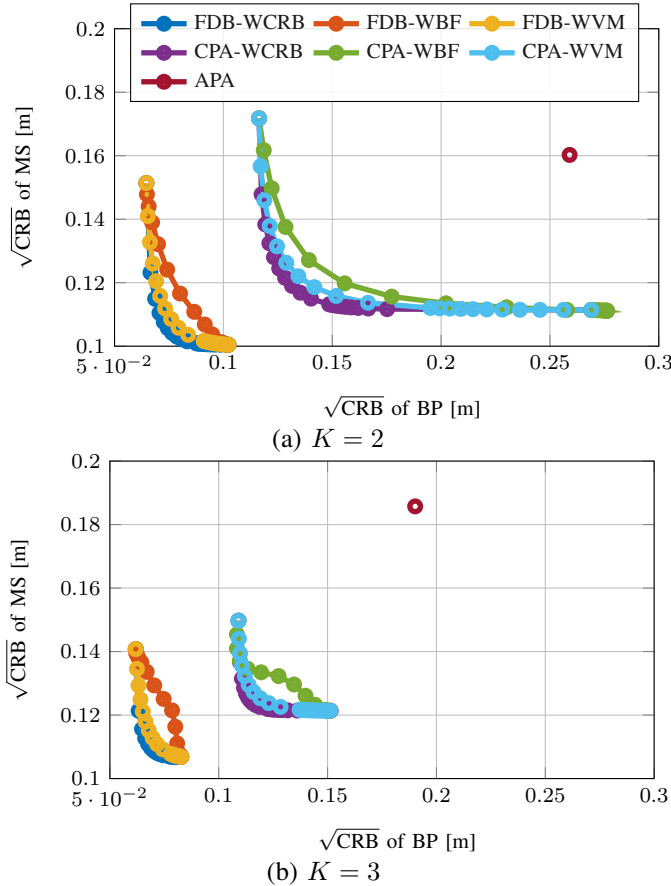 0.2
FDB-WCRB FDB-WBF FDB-WVM
CPA-WCRB CPA-WBF CPA-WVM
APA
0.18
0.16
0.14
0.12
0.1
√CRB of MS [m]
5·10⁻² 0.1 0.15 0.2 0.25 0.3
√CRB of BP [m]
(a) K = 2
0.2
0.18
0.16
0.14
0.12
0.1
√CRB of MS [m]
5·10⁻² 0.1 0.15 0.2 0.25 0.3
√CRB of BP [m]
(b) K = 3